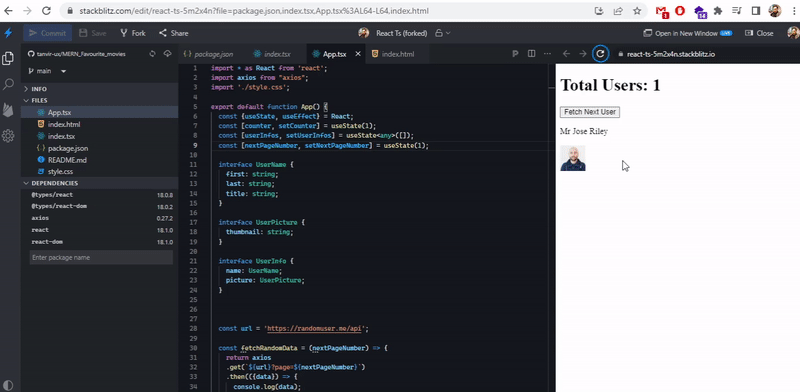 stackblitz.com/edit/react-ts-5m2x4n?file=package.json,index.tsx,App.tsx%3AL64-L64,index.html
Commit Save Fork Share React Ts (forked) Open in New Window LIVE Close
tanvir-ux/MERN_Favourite_movies
main
INFO
FILES
App.tsx
index.html
index.tsx
package.json
README.md
style.css
DEPENDENCIES
@types/react 18.0.8
@types/react-dom 18.0.2
axios 0.27.2
react 18.1.0
react-dom 18.1.0
Enter package name
package.json index.tsx App.tsx index.html
1 import * as React from 'react';
2 import axios from "axios";
3 import './style.css';
4
5 export default function App() {
6 const {useState, useEffect} = React;
7 const [counter, setCounter] = useState(1);
8 const [userInfos, setUserInfos] = useState<any>([]);
9 const [nextPageNumber, setNextPageNumber] = useState(1);
10
11 interface UserName {
12 first: string;
13 last: string;
14 title: string;
15 }
16
17 interface UserPicture {
18 thumbnail: string;
19 }
20
21 interface UserInfo {
22 name: UserName;
23 picture: UserPicture;
24 }
25
26
27
28 const url = 'https://randomuser.me/api';
29
30 const fetchRandomData = (nextPageNumber) => {
31 return axios
32 .get(`${url}?page=${nextPageNumber}`)
33 .then(({data}) => {
34 console.log(data);
react-ts-5m2x4n.stackblitz.io
Total Users: 1
Fetch Next User
Mr Jose Riley